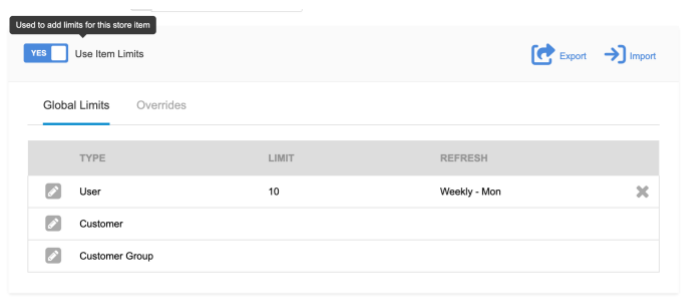 Used to add limits for this store item
YES Use Item Limits Export Import
Global Limits Overrides
TYPE LIMIT REFRESH
User 10 Weekly - Mon
Customer
Customer Group